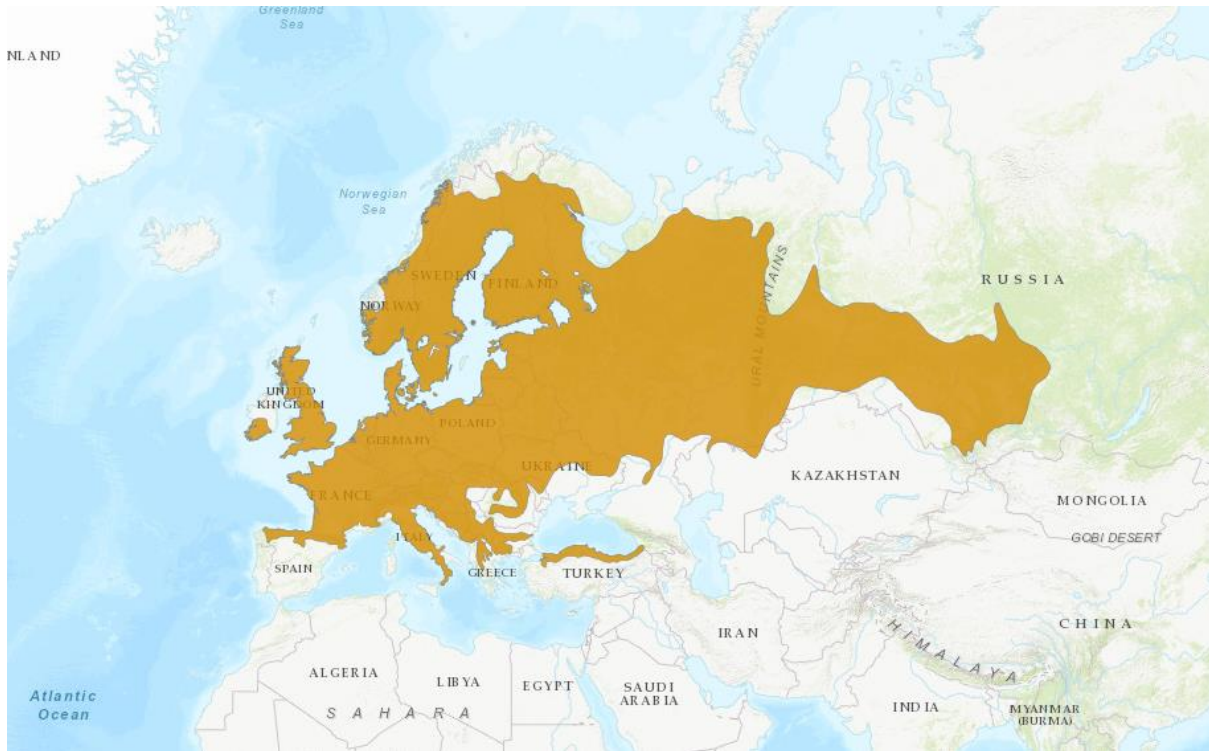 Greenland
Sea
NLAND
Norwegian
Sea
SWEDEN
FINLAND
NORWAY
URAL MOUNTAINS
RUSSIA
UNITED
KINGDOM
POLAND
GERMANY
UKRAINE
FRANCE
KAZAKHSTAN
MONGOLIA
GOBI DESERT
ITALY
SPAIN
GREECE
TURKEY
CHINA
IRAN
HIMALAYA
ALGERIA
LIBYA
EGYPT
SAUDI
ARABIA
INDIA
MYANMAR
(BURMA)
Atlantic
Ocean
SAHARA